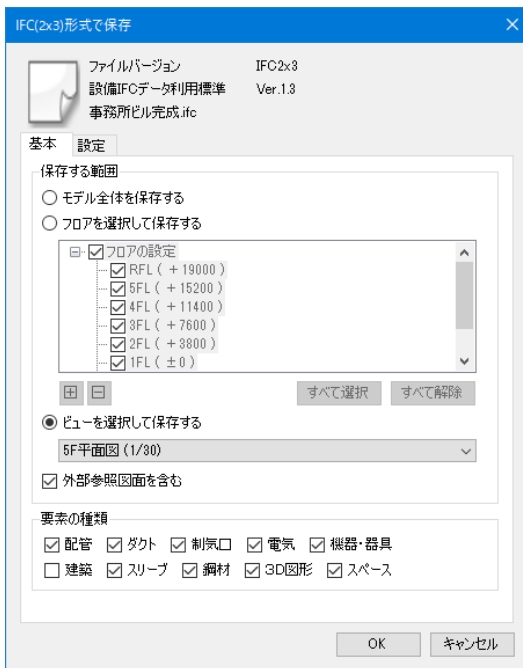 IFC(2x3)形式で保存
ファイルバージョン IFC2x3
設備IFCデータ利用標準 Ver.1.3
事務所ビル完成.ifc
基本 設定
保存する範囲
モデル全体を保存する
フロアを選択して保存する
フロアの設定
RFL ( +19000 )
5FL ( +15200 )
4FL ( +11400 )
3FL ( +7600 )
2FL ( +3800 )
1FL ( ±0 )
すべて選択 すべて解除
ビューを選択して保存する
5F平面図 (1/30)
外部参照図面を含む
要素の種類
配管 ダクト 制気口 電気 機器・器具
建築 スリーブ 鋼材 3D図形 スペース
OK キャンセル